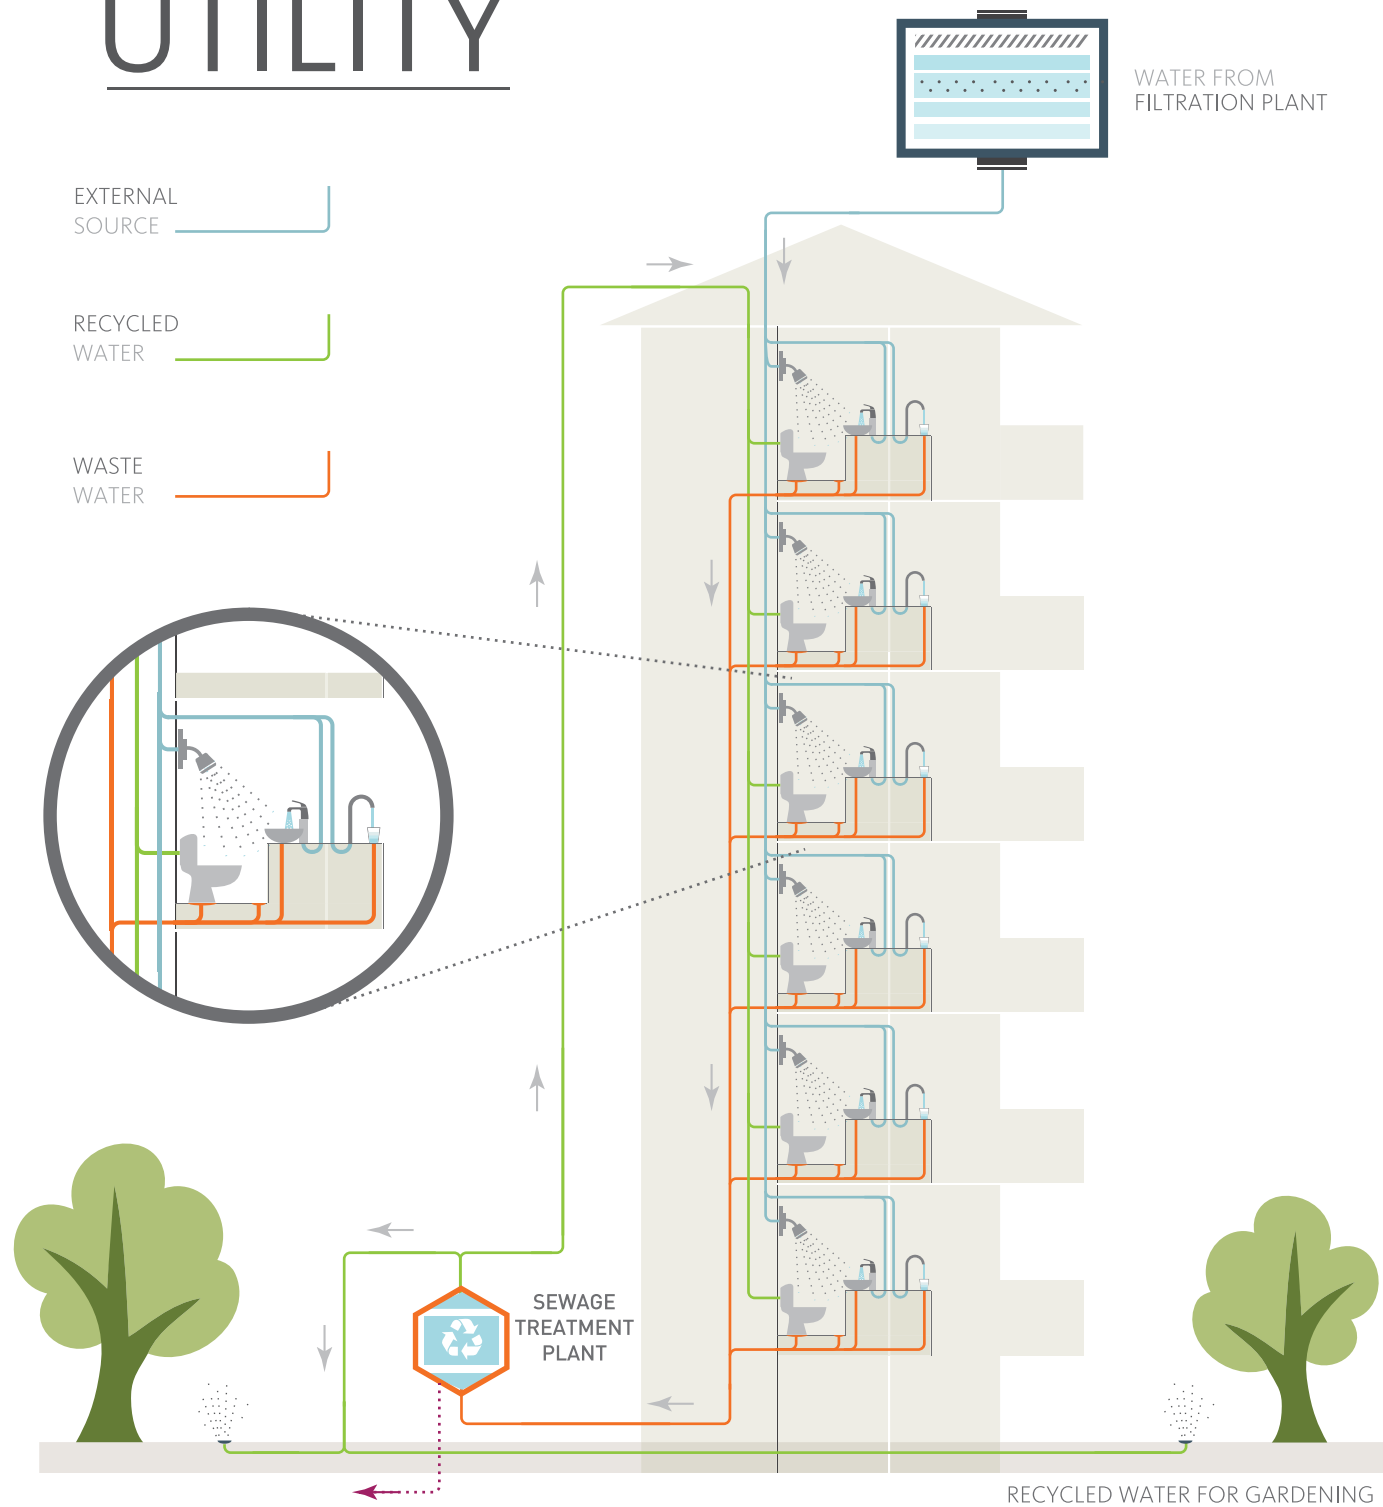 UTILITY
WATER FROM
FILTRATION PLANT
EXTERNAL
SOURCE
RECYCLED
WATER
WASTE
WATER
SEWAGE
TREATMENT
PLANT
RECYCLED WATER FOR GARDENING